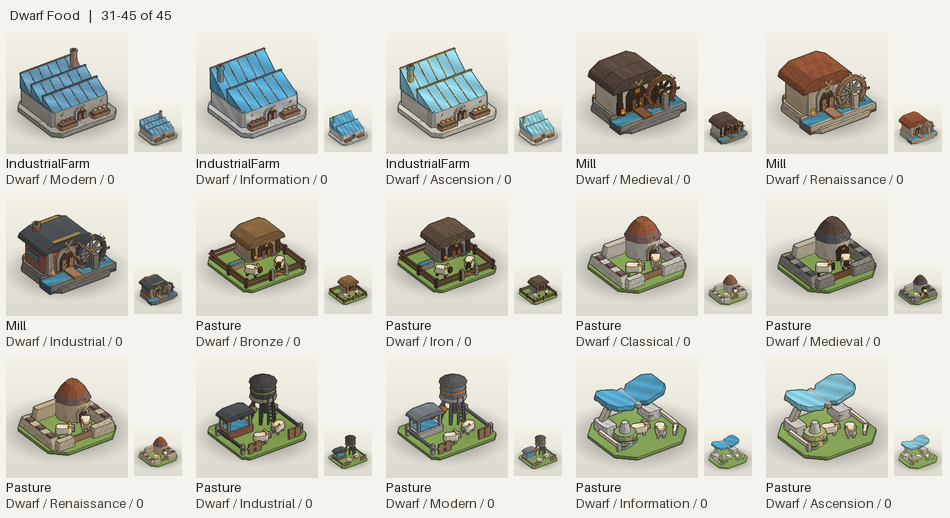 Dwarf Food | 31-45 of 45
IndustrialFarm
Dwarf / Modern / 0
IndustrialFarm
Dwarf / Information / 0
IndustrialFarm
Dwarf / Ascension / 0
Mill
Dwarf / Medieval / 0
Mill
Dwarf / Renaissance / 0
Mill
Dwarf / Industrial / 0
Pasture
Dwarf / Bronze / 0
Pasture
Dwarf / Iron / 0
Pasture
Dwarf / Classical / 0
Pasture
Dwarf / Medieval / 0
Pasture
Dwarf / Renaissance / 0
Pasture
Dwarf / Industrial / 0
Pasture
Dwarf / Modern / 0
Pasture
Dwarf / Information / 0
Pasture
Dwarf / Ascension / 0